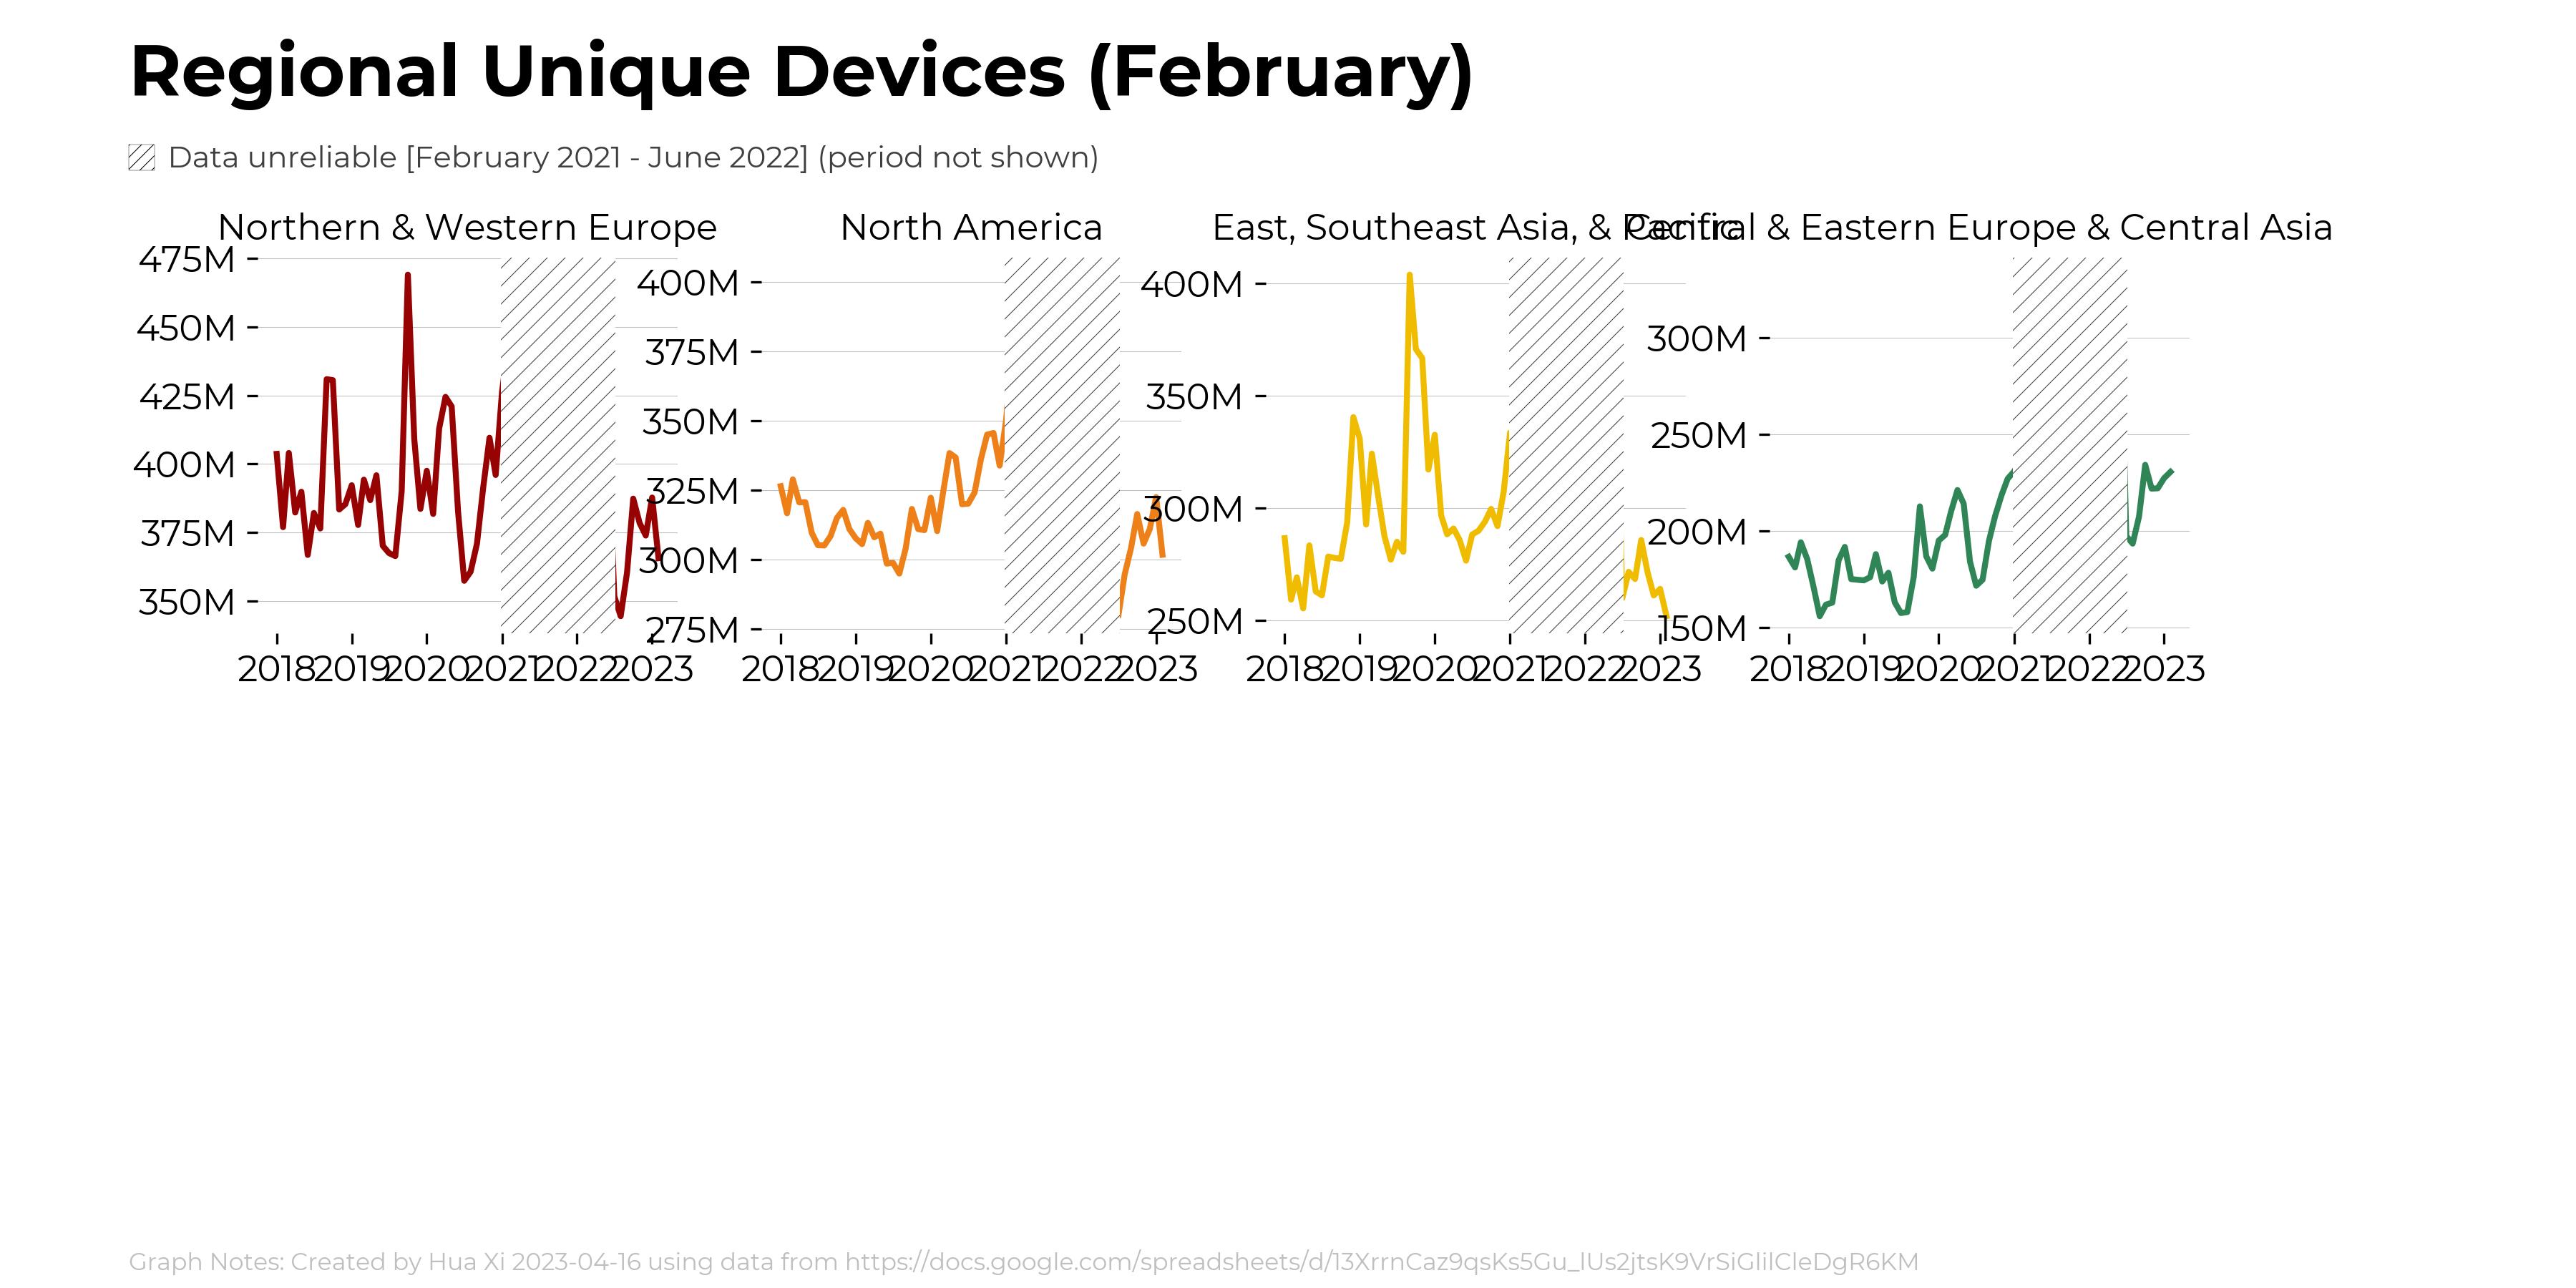 Regional Unique Devices (February)
Data unreliable [February 2021 - June 2022] (period not shown)
Northern & Western Europe
475M
450M
425M
400M
375M
350M
2018 2019 2020 2021 2022 2023
North America
400M
375M
350M
325M
300M
275M
2018 2019 2020 2021 2022 2023
East, Southeast Asia, & Pacific
400M
350M
300M
250M
2018 2019 2020 2021 2022 2023
Central & Eastern Europe & Central Asia
300M
250M
200M
150M
2018 2019 2020 2021 2022 2023
Graph Notes: Created by Hua Xi 2023-04-16 using data from https://docs.google.com/spreadsheets/d/13XrrnCaz9qsKs5Gu_lUs2jtsK9VrSiGlilCleDgR6KM